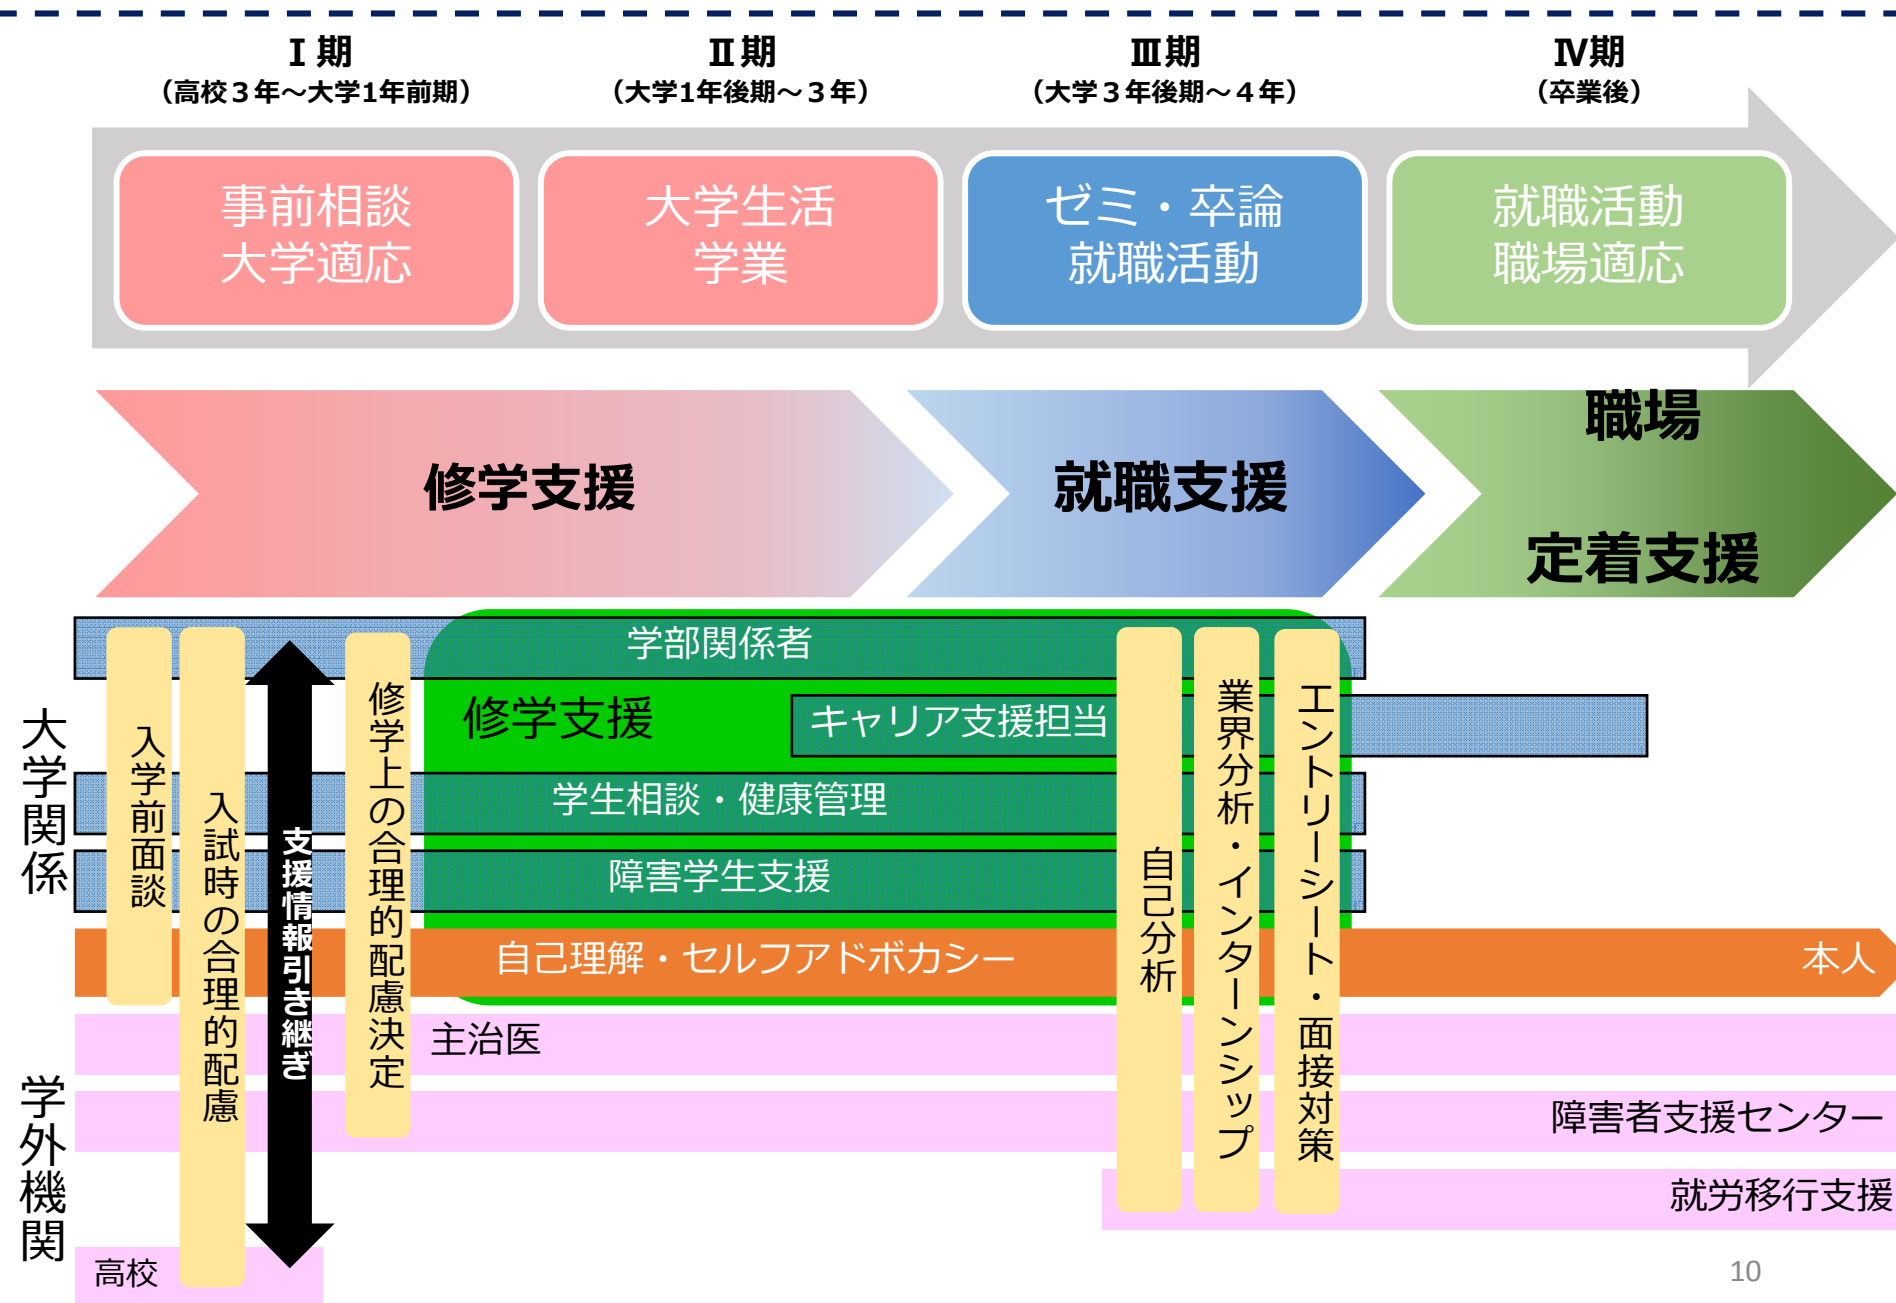 Ⅰ期
（高校３年～大学1年前期）
Ⅱ期
（大学1年後期～３年）
Ⅲ期
（大学３年後期～４年）
Ⅳ期
（卒業後）
事前相談
大学適応
大学生活
学業
ゼミ・卒論
就職活動
就職活動
職場適応
修学支援
就職支援
職場
定着支援
大学関係
学部関係者
修学支援
キャリア支援担当
学生相談・健康管理
障害学生支援
自己理解・セルフアドボカシー
本人
入学前面談
入試時の合理的配慮
支援情報引き継ぎ
修学上の合理的配慮決定
自己分析
業界分析・インターンシップ
エントリーシート・面接対策
学外機関
主治医
障害者支援センター
就労移行支援
高校
10